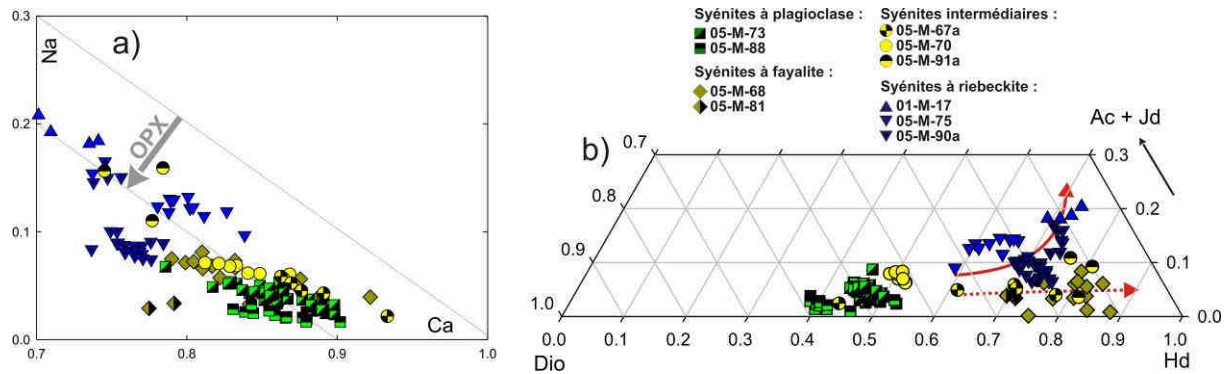 0.3
Na
a)
0.2
OPX
0.1
Ca
0.0
0.7
0.8
0.9
1.0
Syénites à plagioclase :
05-M-73
05-M-88
Syénites à fayalite :
05-M-68
05-M-81
Syénites intermédiaires :
05-M-67a
05-M-70
05-M-91a
Syénites à riebeckite :
01-M-17
05-M-75
05-M-90a
Ac + Jd
b)
0.7
0.3
0.8
0.2
0.9
0.1
1.0
0.0
0.0 0.1 0.2 0.3 0.4 0.5 0.6 0.7 0.8 0.9 1.0
Dio
Hd